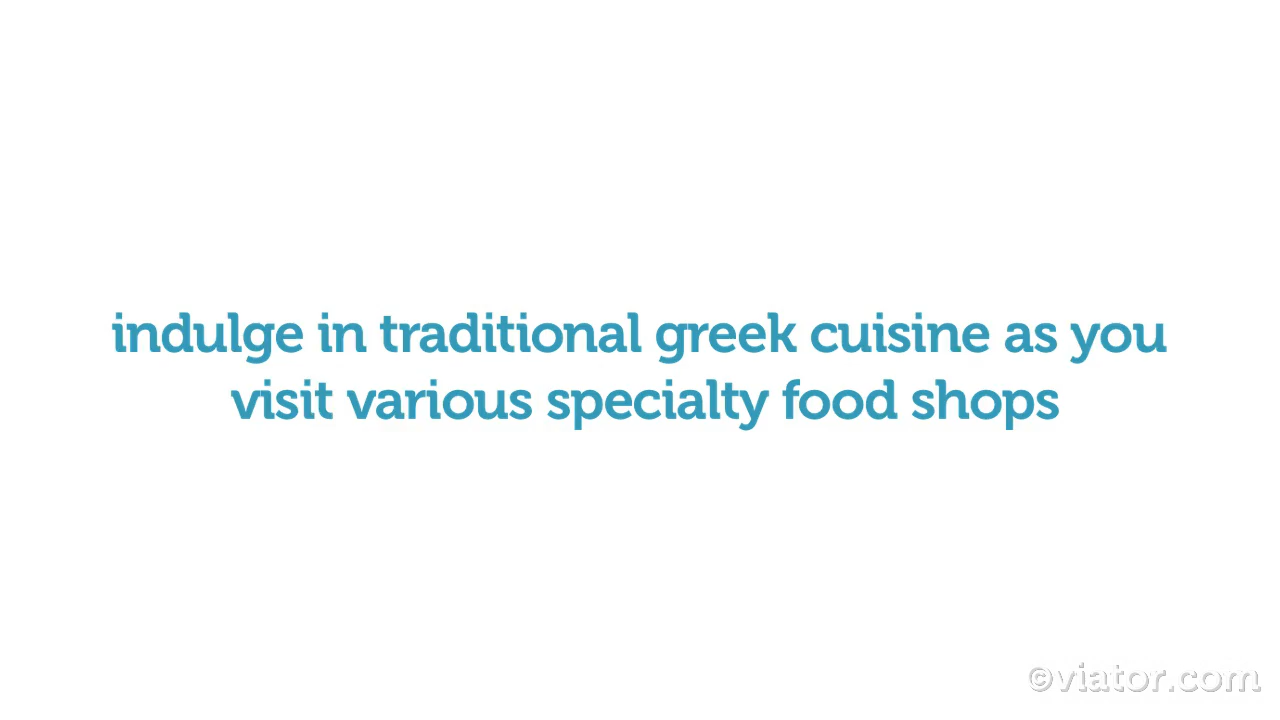 indulge in traditional greek cuisine as you
visit various specialty food shops
©viator.com